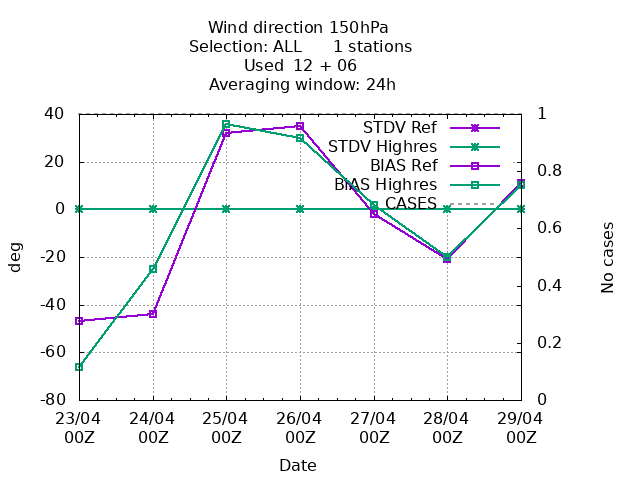 Wind direction 150hPa
Selection: ALL      1 stations
Used  12 + 06
Averaging window: 24h
STDV Ref
STDV Highres
BIAS Ref
BIAS Highres
CASES
40
20
0
-20
-40
-60
-80
deg
1
0.8
0.6
0.4
0.2
0
No cases
23/04 24/04 25/04 26/04 27/04 28/04 29/04
00Z 00Z 00Z 00Z 00Z 00Z 00Z
Date